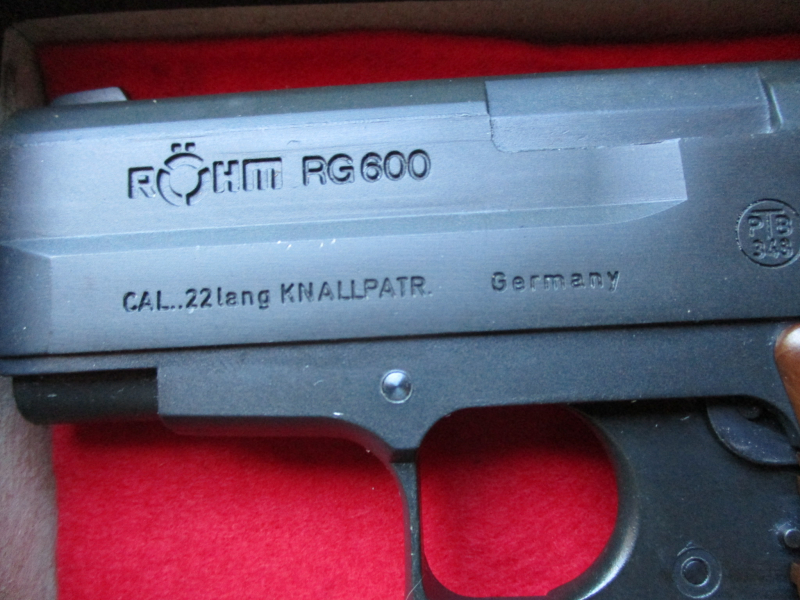 RÖHM RG600
CAL..22lang KNALLPATR. Germany
PTB
343